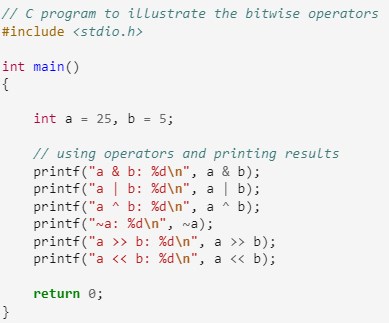 // C program to illustrate the bitwise operators
#include <stdio.h>
int main()
{
int a = 25, b = 5;
// using operators and printing results
printf("a & b: %d\n", a & b);
printf("a | b: %d\n", a | b);
printf("a ^ b: %d\n", a ^ b);
printf("~a: %d\n", ~a);
printf("a >> b: %d\n", a >> b);
printf("a << b: %d\n", a << b);
return 0;
}